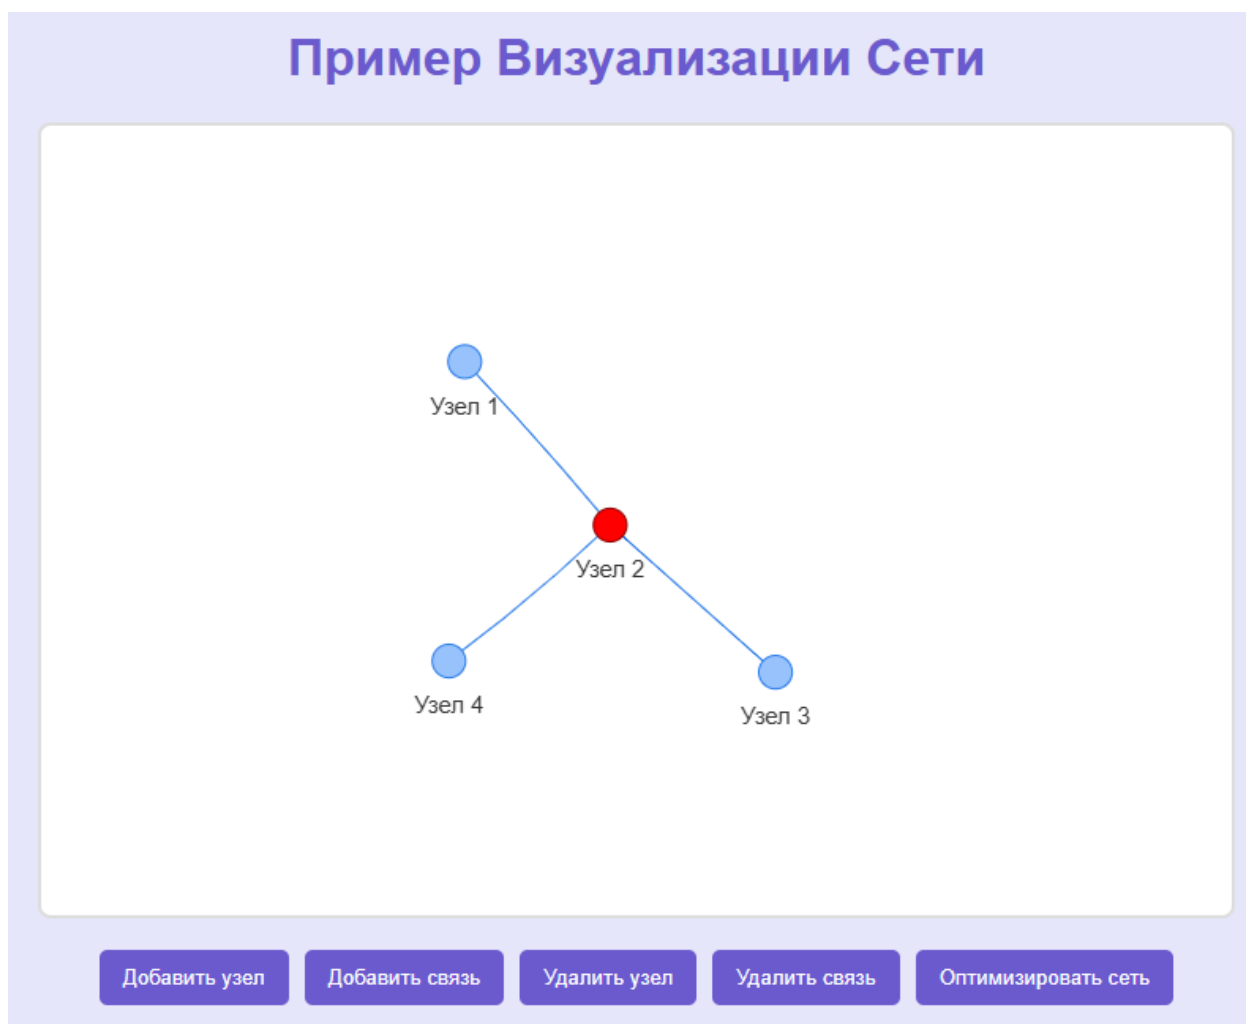 Пример Визуализации Сети
Узел 1
Узел 2
Узел 4
Узел 3
Добавить узел
Добавить связь
Удалить узел
Удалить связь
Оптимизировать сеть